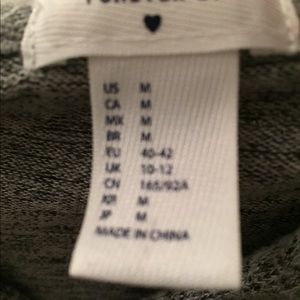 US M
CA M
MX M
BR M
EU 40-42
UK 10-12
CN 165/92A
KR M
JP M
MADE IN CHINA